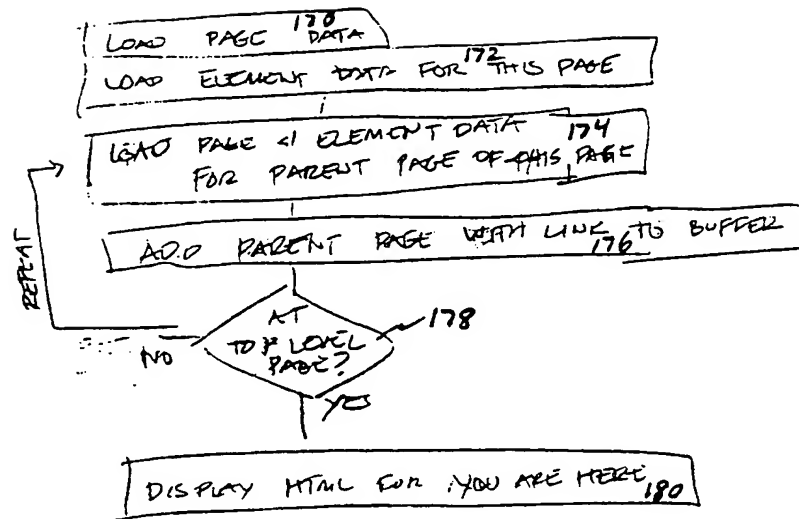 LOAD PAGE DATA 170
LOAD ELEMENT DATA FOR THIS PAGE 172
LOAD PAGE & ELEMENT DATA 174
FOR PARENT PAGE OF THIS PAGE
ADD PARENT PAGE WITH LINK TO BUFFER 176
REPEAT
AT
TOP LEVEL
PAGE?
178
NO
YES
DISPLAY HTML FOR YOU ARE HERE 180